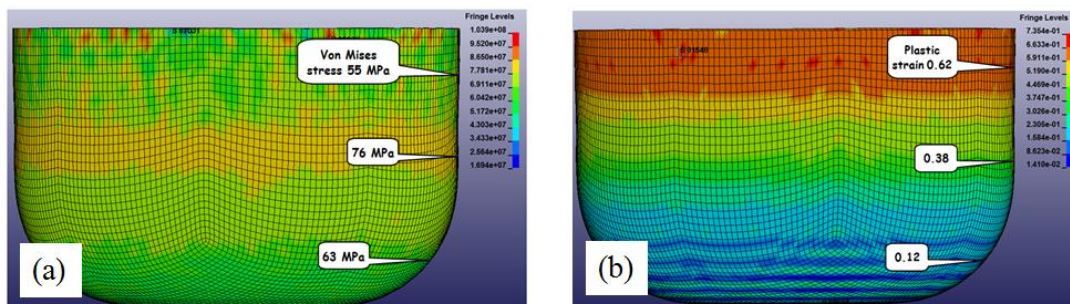 Fringe Levels
1.039e+08
9.520e+07
8.650e+07
7.781e+07
6.911e+07
6.042e+07
5.172e+07
4.303e+07
3.433e+07
2.564e+07
1.694e+07
Von Mises
stress 55 MPa
76 MPa
63 MPa
(a)
Fringe Levels
7.354e-01
6.633e-01
5.911e-01
5.190e-01
4.469e-01
3.747e-01
3.026e-01
2.305e-01
1.584e-01
8.623e-02
1.410e-02
Plastic
strain 0.62
0.38
0.12
(b)